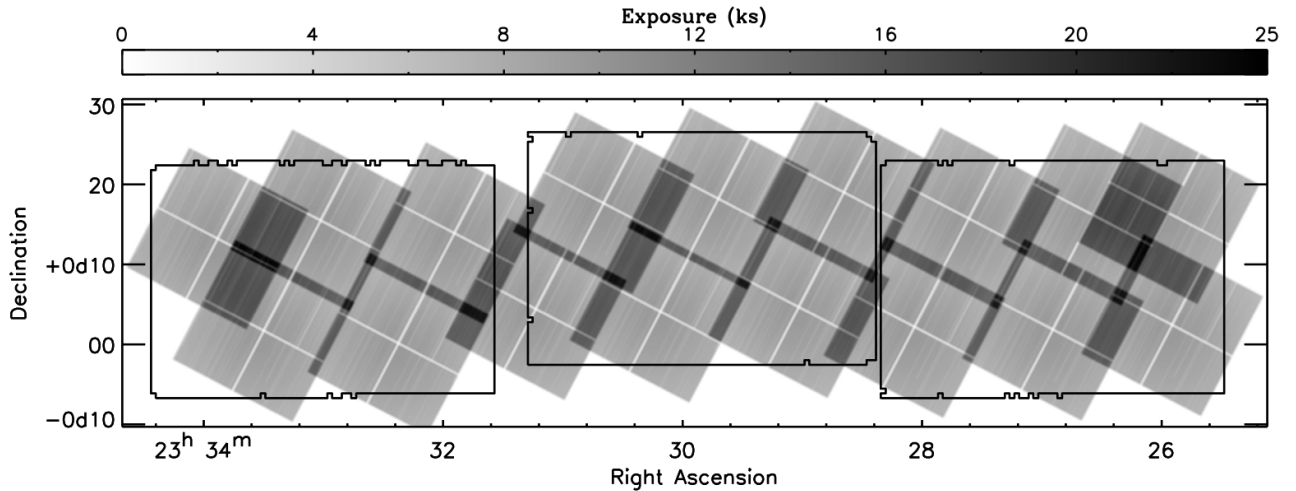 Exposure (ks)
0 4 8 12 16 20 25
30
20
+0d10
00
−0d10
Declination
23h 34m 32 30 28 26
Right Ascension